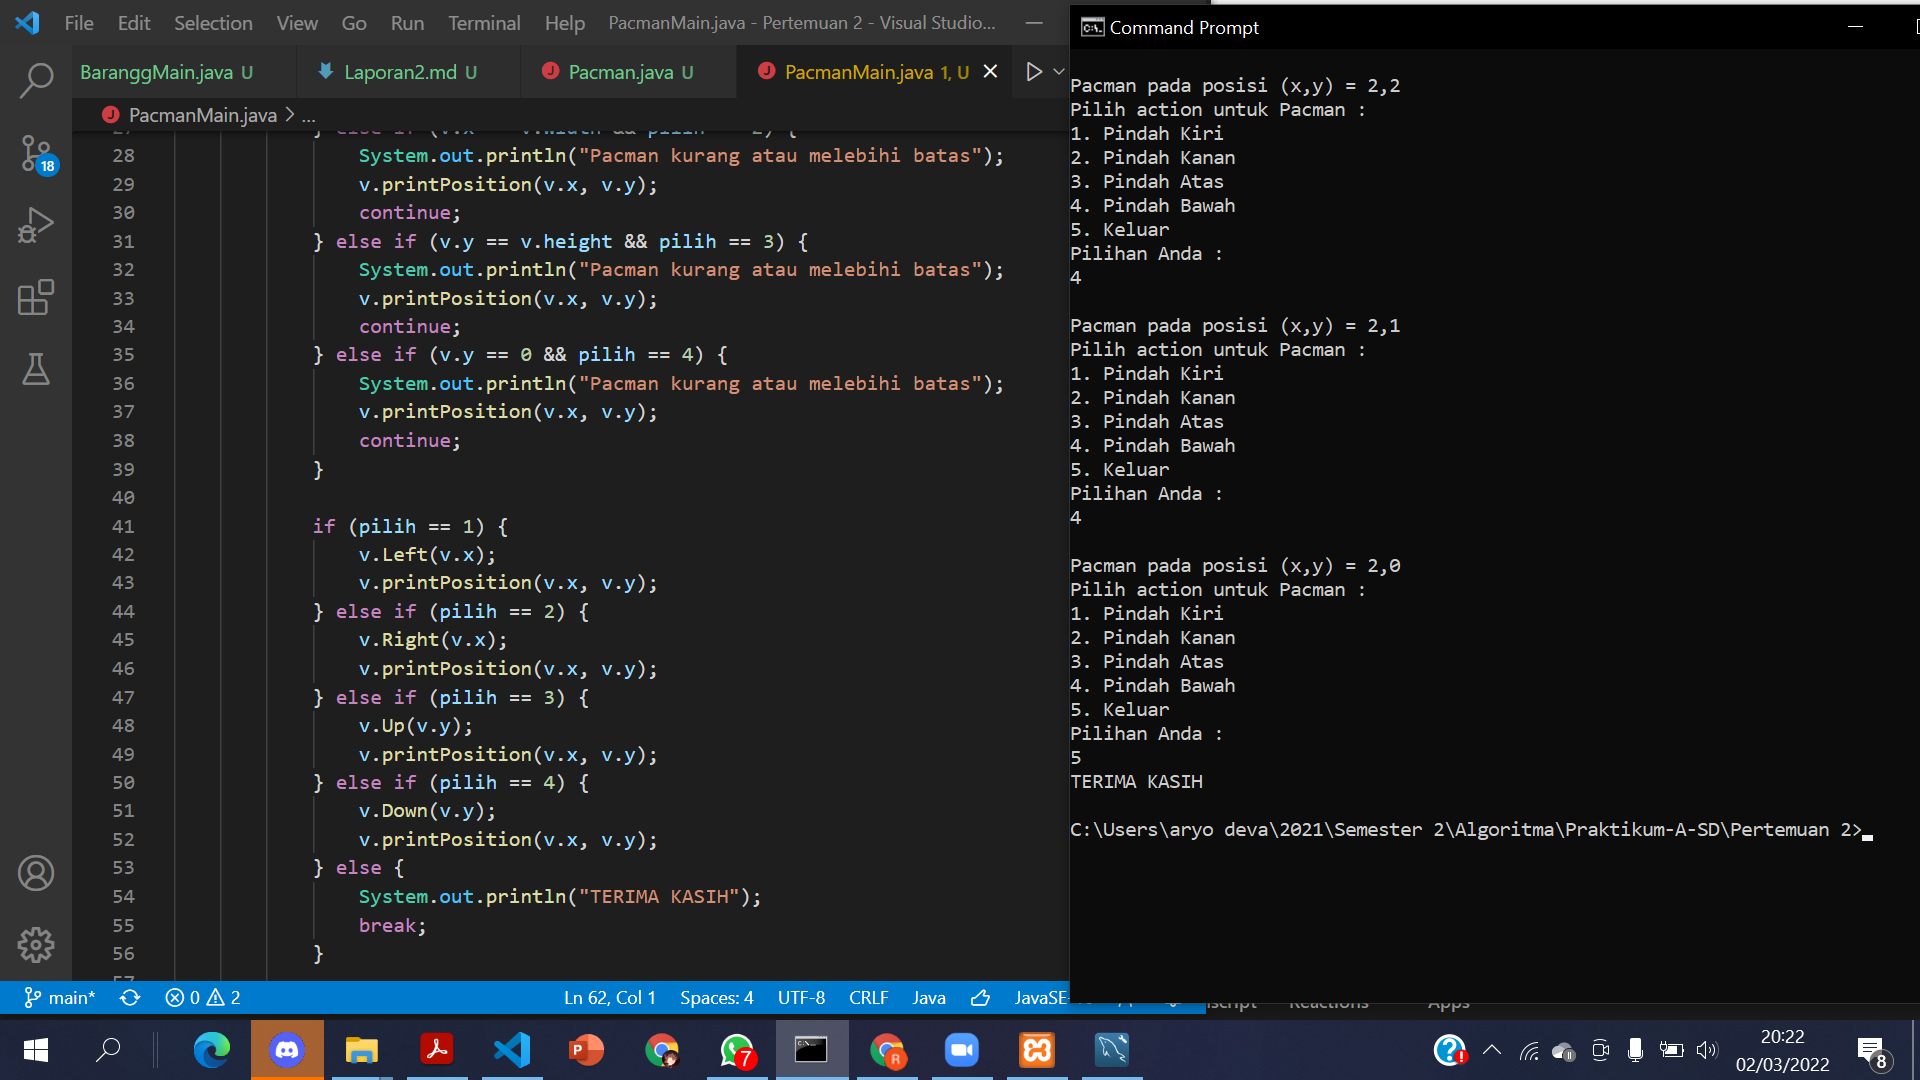 File Edit Selection View Go Run Terminal Help PacmanMain.java - Pertemuan 2 - Visual Studio...
BaranggMain.java U Laporan2.md U Pacman.java U PacmanMain.java 1, U
PacmanMain.java > ...
28 System.out.println("Pacman kurang atau melebihi batas");
29 v.printPosition(v.x, v.y);
30 continue;
31 } else if (v.y == v.height && pilih == 3) {
32 System.out.println("Pacman kurang atau melebihi batas");
33 v.printPosition(v.x, v.y);
34 continue;
35 } else if (v.y == 0 && pilih == 4) {
36 System.out.println("Pacman kurang atau melebihi batas");
37 v.printPosition(v.x, v.y);
38 continue;
39 }
40
41 if (pilih == 1) {
42 v.Left(v.x);
43 v.printPosition(v.x, v.y);
44 } else if (pilih == 2) {
45 v.Right(v.x);
46 v.printPosition(v.x, v.y);
47 } else if (pilih == 3) {
48 v.Up(v.y);
49 v.printPosition(v.x, v.y);
50 } else if (pilih == 4) {
51 v.Down(v.y);
52 v.printPosition(v.x, v.y);
53 } else {
54 System.out.println("TERIMA KASIH");
55 break;
56 }
18
main* 0 2 Ln 62, Col 1 Spaces: 4 UTF-8 CRLF Java
Command Prompt
Pacman pada posisi (x,y) = 2,2
Pilih action untuk Pacman :
1. Pindah Kiri
2. Pindah Kanan
3. Pindah Atas
4. Pindah Bawah
5. Keluar
Pilihan Anda :
4
Pacman pada posisi (x,y) = 2,1
Pilih action untuk Pacman :
1. Pindah Kiri
2. Pindah Kanan
3. Pindah Atas
4. Pindah Bawah
5. Keluar
Pilihan Anda :
4
Pacman pada posisi (x,y) = 2,0
Pilih action untuk Pacman :
1. Pindah Kiri
2. Pindah Kanan
3. Pindah Atas
4. Pindah Bawah
5. Keluar
Pilihan Anda :
5
TERIMA KASIH
C:\Users\aryo deva\2021\Semester 2\Algoritma\Praktikum-A-SD\Pertemuan 2>
Reactions Apps
7
20:22
02/03/2022
8